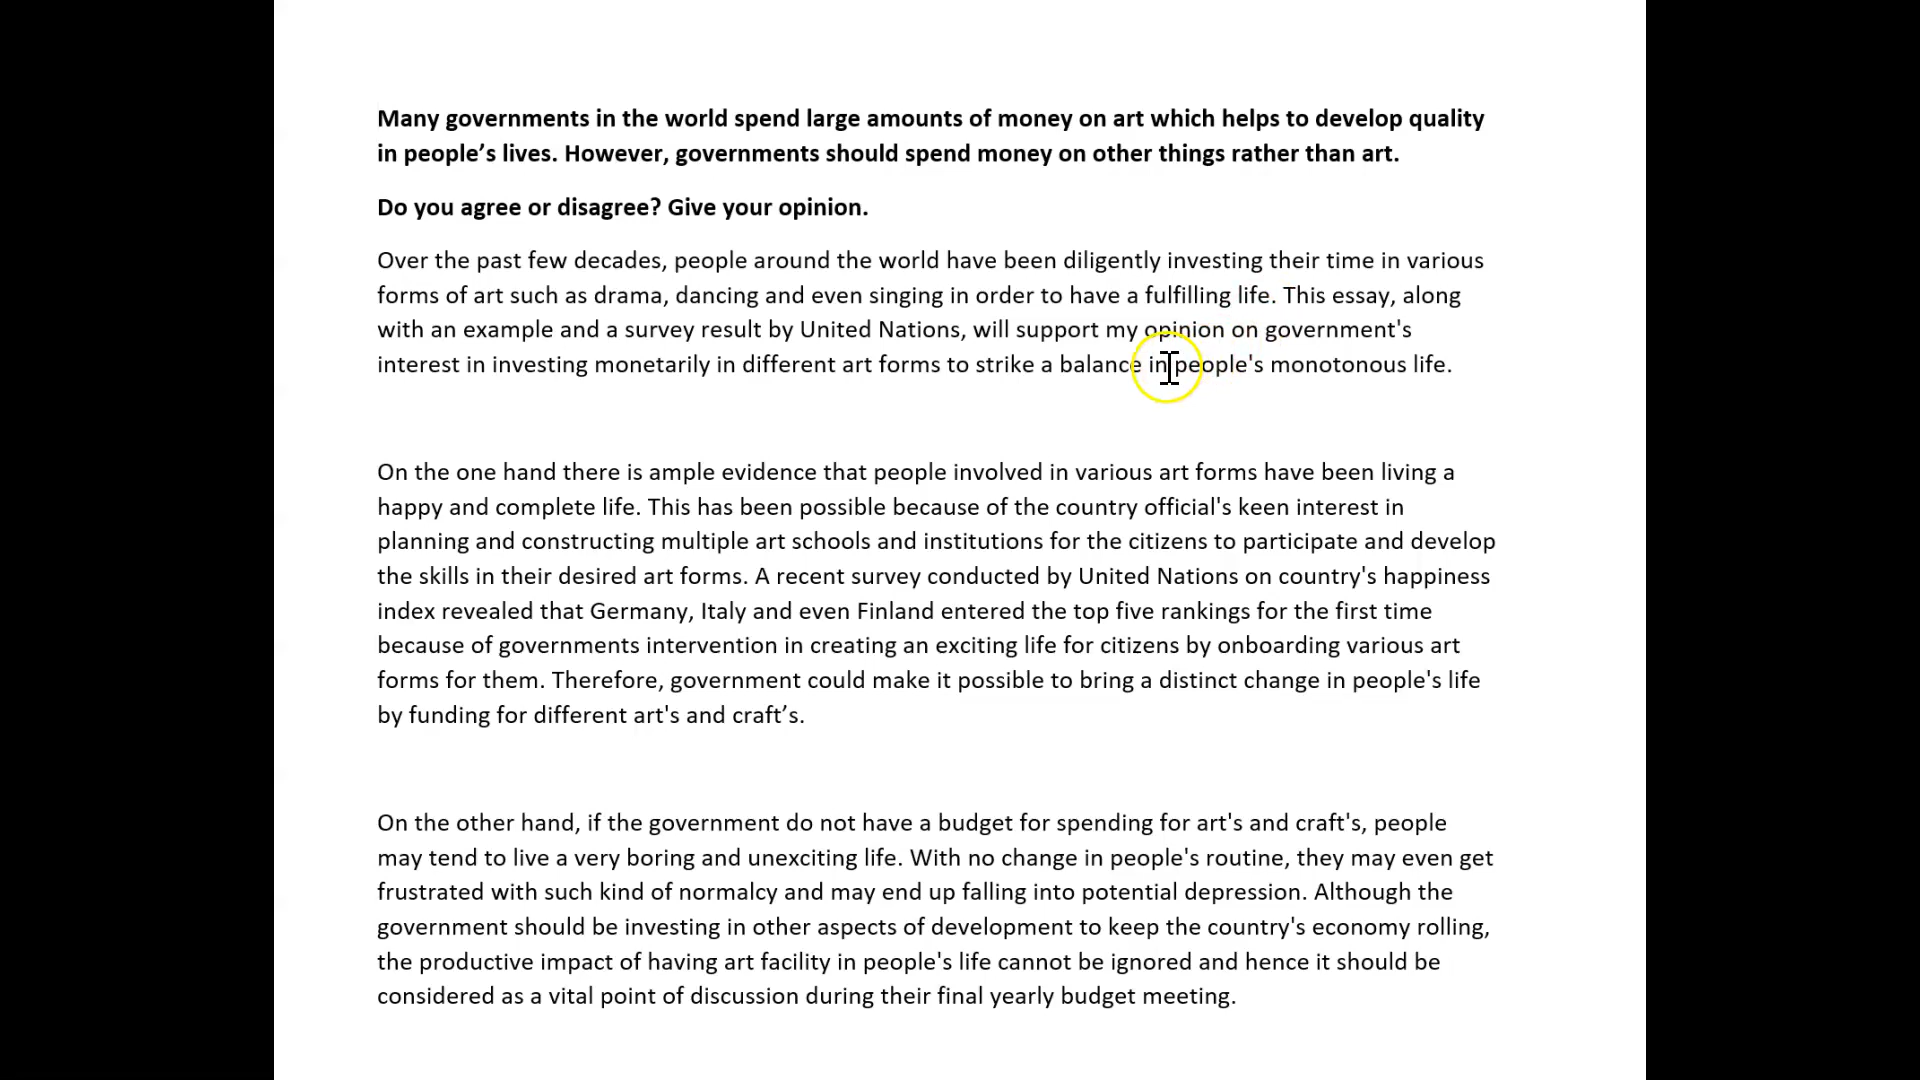 Many governments in the world spend large amounts of money on art which helps to develop quality
in people’s lives. However, governments should spend money on other things rather than art.
Do you agree or disagree? Give your opinion.
Over the past few decades, people around the world have been diligently investing their time in various
forms of art such as drama, dancing and even singing in order to have a fulfilling life. This essay, along
with an example and a survey result by United Nations, will support my opinion on government's
interest in investing monetarily in different art forms to strike a balance in people's monotonous life.
On the one hand there is ample evidence that people involved in various art forms have been living a
happy and complete life. This has been possible because of the country official's keen interest in
planning and constructing multiple art schools and institutions for the citizens to participate and develop
the skills in their desired art forms. A recent survey conducted by United Nations on country's happiness
index revealed that Germany, Italy and even Finland entered the top five rankings for the first time
because of governments intervention in creating an exciting life for citizens by onboarding various art
forms for them. Therefore, government could make it possible to bring a distinct change in people's life
by funding for different art's and craft’s.
On the other hand, if the government do not have a budget for spending for art's and craft's, people
may tend to live a very boring and unexciting life. With no change in people's routine, they may even get
frustrated with such kind of normalcy and may end up falling into potential depression. Although the
government should be investing in other aspects of development to keep the country's economy rolling,
the productive impact of having art facility in people's life cannot be ignored and hence it should be
considered as a vital point of discussion during their final yearly budget meeting.